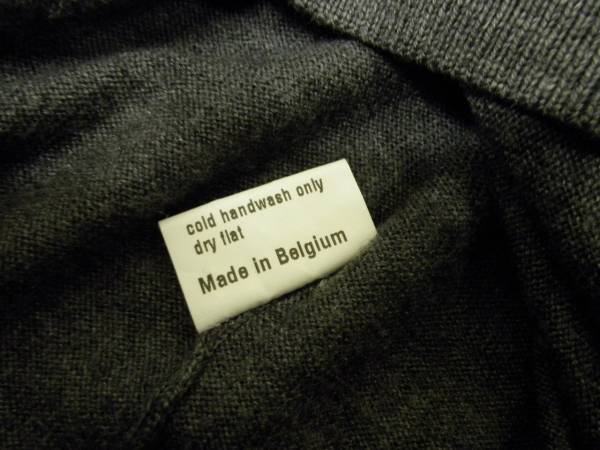 cold handwash only
dry flat
Made in Belgium